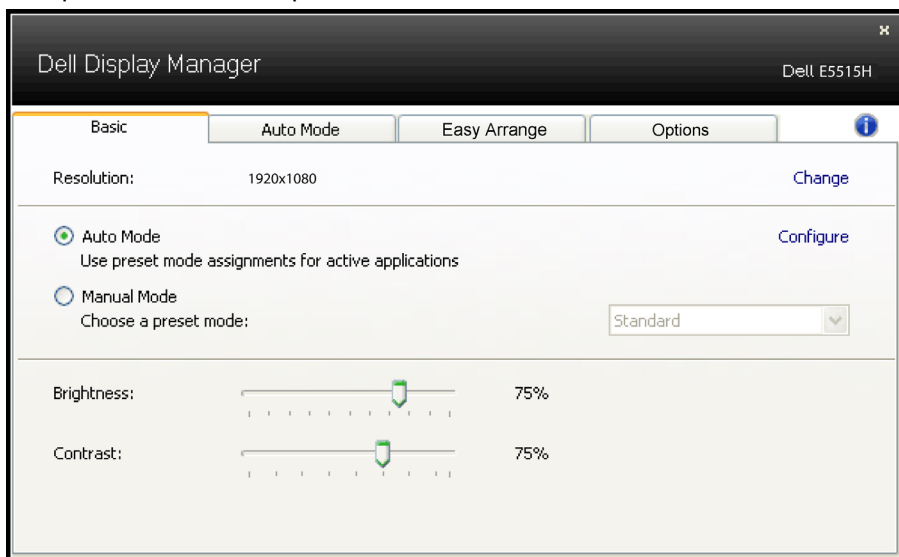 x
Dell Display Manager
Dell E5515H
Basic Auto Mode Easy Arrange Options i
Resolution: 1920x1080 Change
Auto Mode Configure
Use preset mode assignments for active applications
Manual Mode
Choose a preset mode: Standard
Brightness: 75%
Contrast: 75%